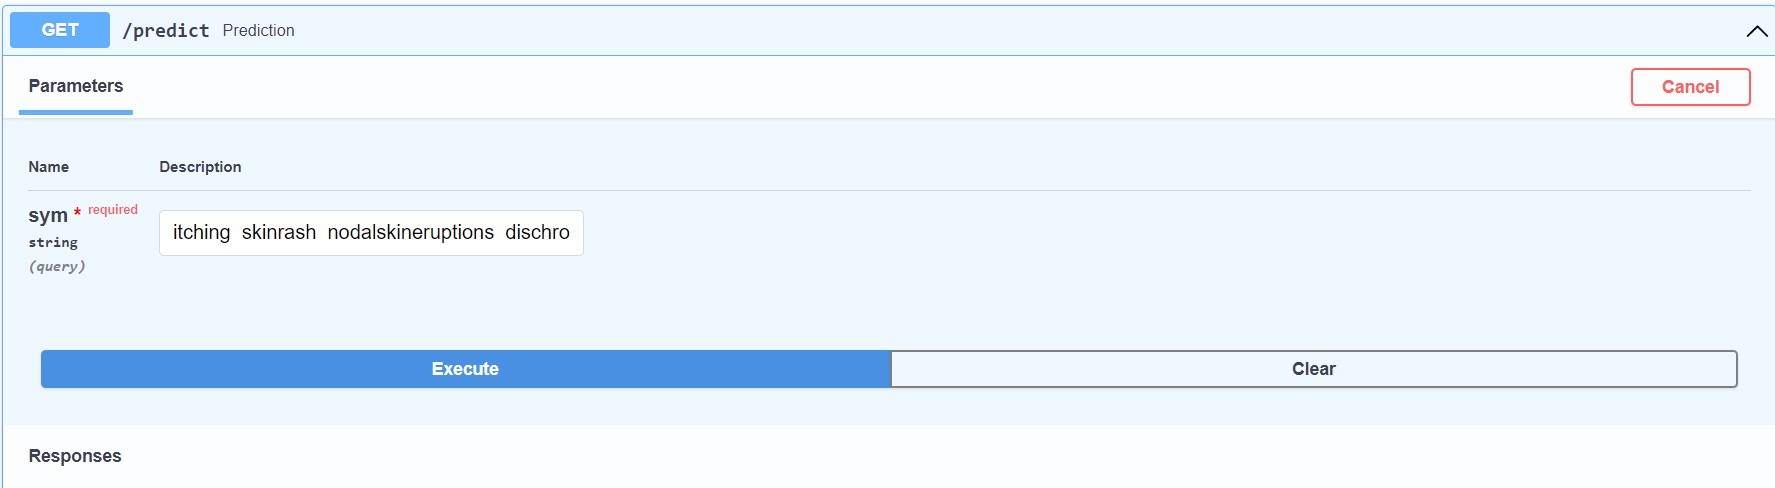 GET /predict Prediction
Parameters
Cancel
Name Description
sym * required
string
(query)
itching skinrash nodalskineruptions dischro
Execute Clear
Responses